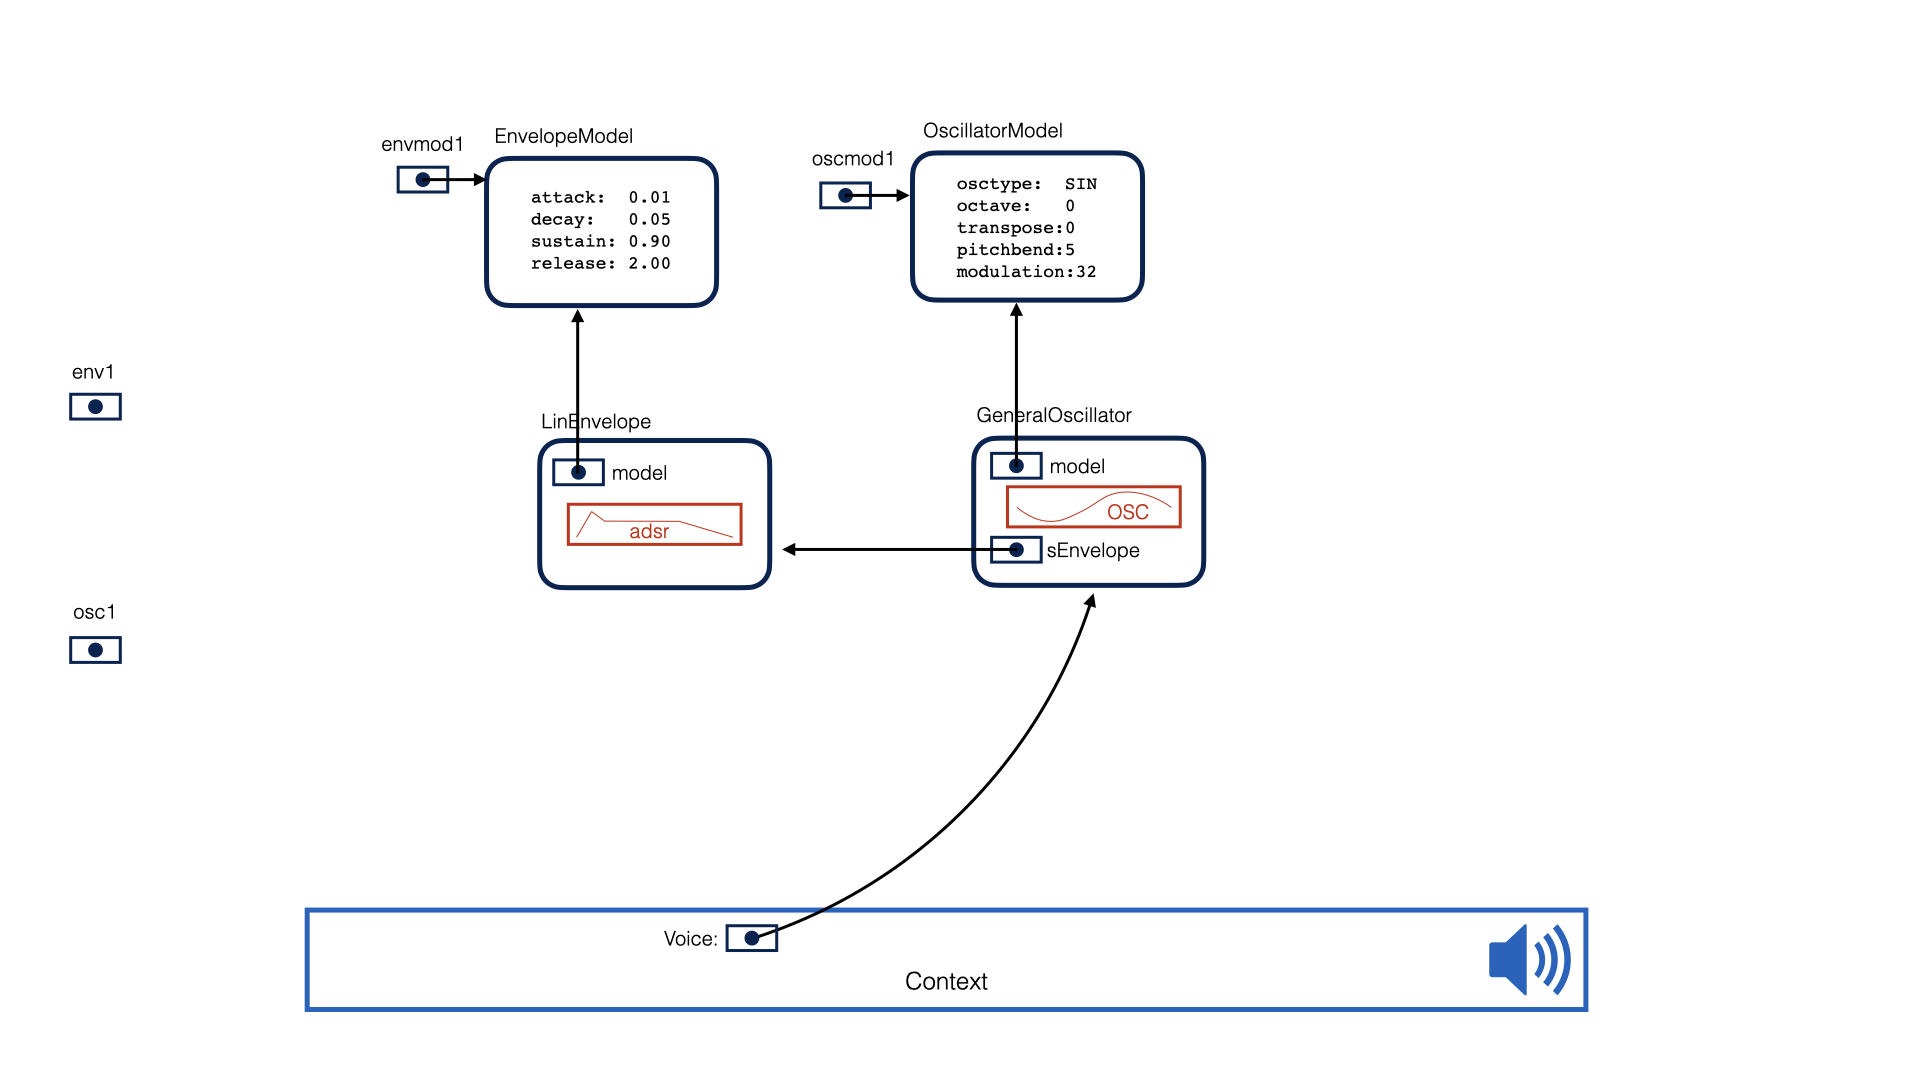 envmod1
EnvelopeModel
attack: 0.01
decay: 0.05
sustain: 0.90
release: 2.00
oscmod1
OscillatorModel
osctype: SIN
octave: 0
transpose:0
pitchbend:5
modulation:32
env1
LinEnvelope
model
adsr
GeneralOscillator
model
OSC
sEnvelope
osc1
Voice:
Context